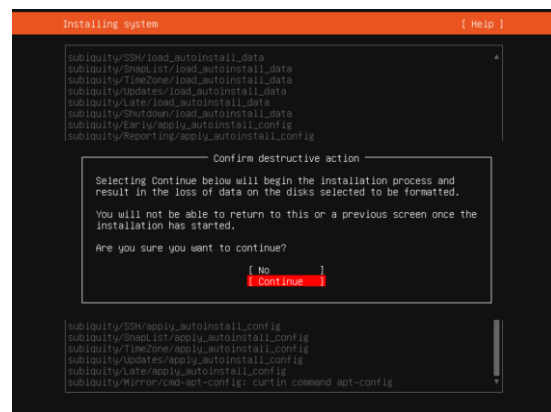 Installing system [ Help ]
subiquity/SSH/load_autoinstall_data
subiquity/SnapList/load_autoinstall_data
subiquity/TimeZone/load_autoinstall_data
subiquity/Updates/load_autoinstall_data
subiquity/Late/load_autoinstall_data
subiquity/Shutdown/load_autoinstall_data
subiquity/Early/apply_autoinstall_config
subiquity/Reporting/apply_autoinstall_config
Confirm destructive action
Selecting Continue below will begin the installation process and
result in the loss of data on the disks selected to be formatted.
You will not be able to return to this or a previous screen once the
installation has started.
Are you sure you want to continue?
[ No ]
[ Continue ]
subiquity/SSH/apply_autoinstall_config
subiquity/SnapList/apply_autoinstall_config
subiquity/TimeZone/apply_autoinstall_config
subiquity/Updates/apply_autoinstall_config
subiquity/Late/apply_autoinstall_config
subiquity/Mirror/cmd-apt-config: curtin command apt-config